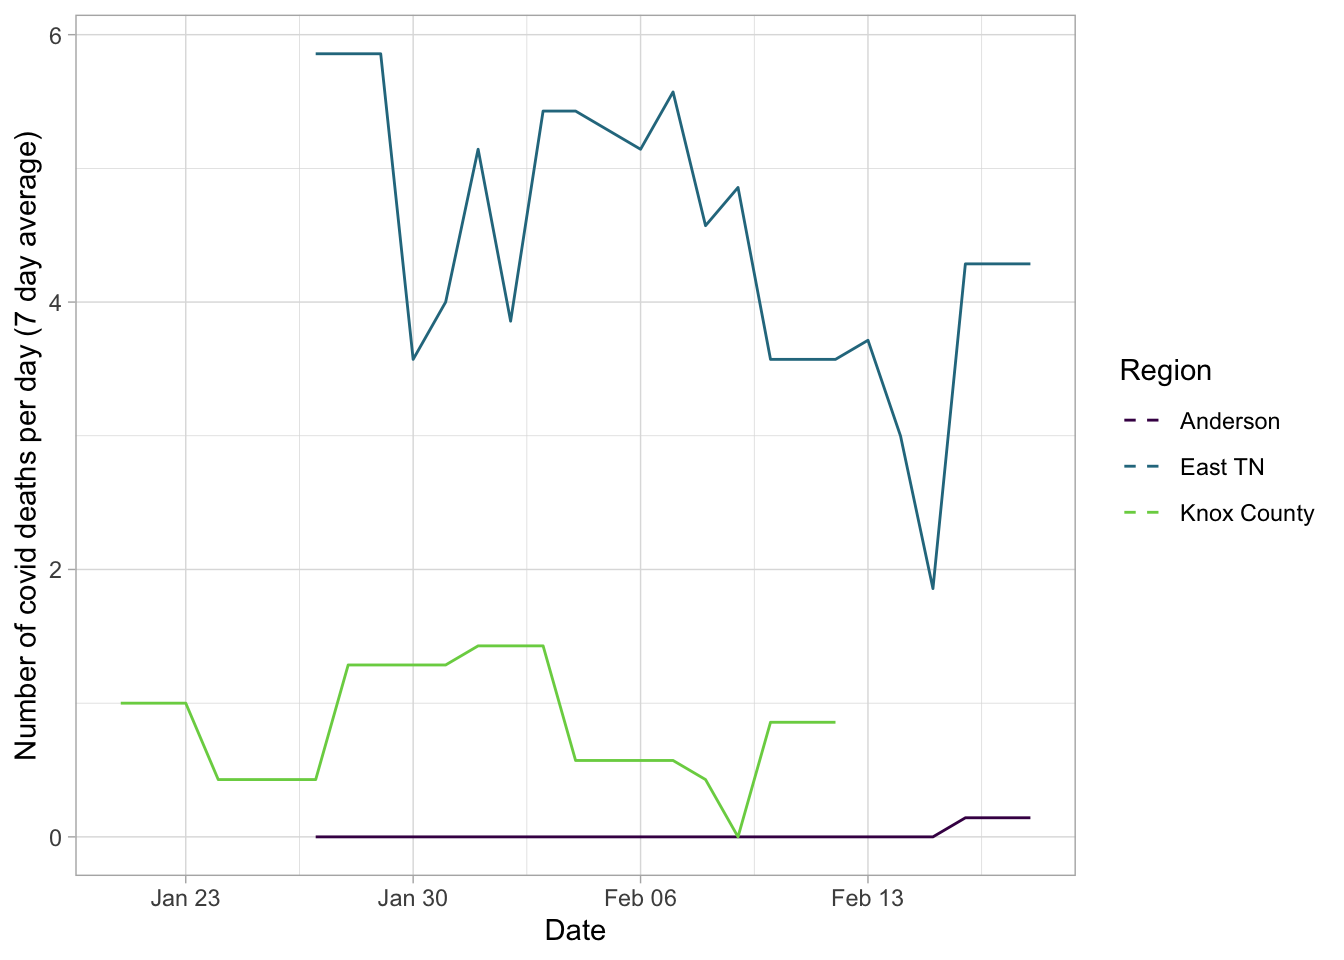 Number of covid deaths per day (7 day average)
6
4
2
0
Jan 23
Jan 30
Feb 06
Feb 13
Date
Region
Anderson
East TN
Knox County